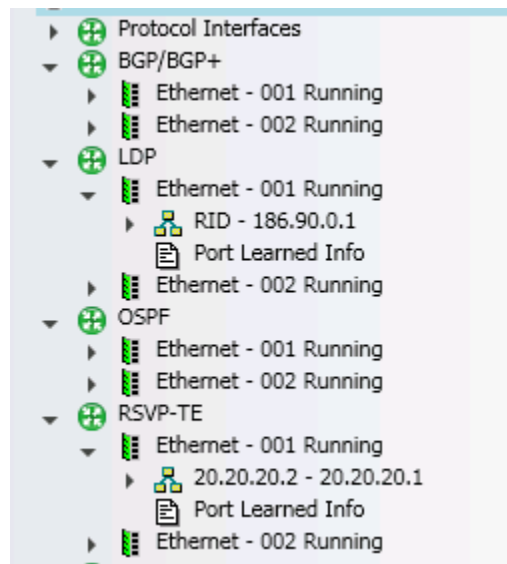 Protocol Interfaces
BGP/BGP+
Ethernet - 001 Running
Ethernet - 002 Running
LDP
Ethernet - 001 Running
RID - 186.90.0.1
Port Learned Info
Ethernet - 002 Running
OSPF
Ethernet - 001 Running
Ethernet - 002 Running
RSVP-TE
Ethernet - 001 Running
20.20.20.2 - 20.20.20.1
Port Learned Info
Ethernet - 002 Running